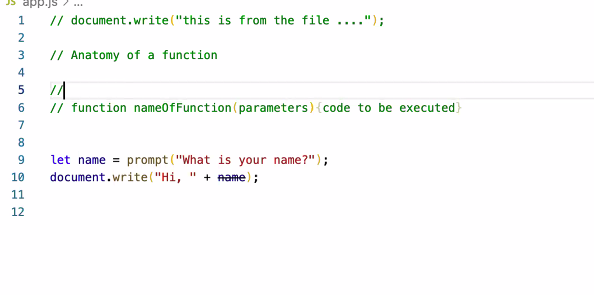 JS app.js > ...
1 // document.write("this is from the file ....");
2
3 // Anatomy of a function
4
5 //
6 // function nameOfFunction(parameters){code to be executed}
7
8
9 let name = prompt("What is your name?");
10 document.write("Hi, " + name);
11
12